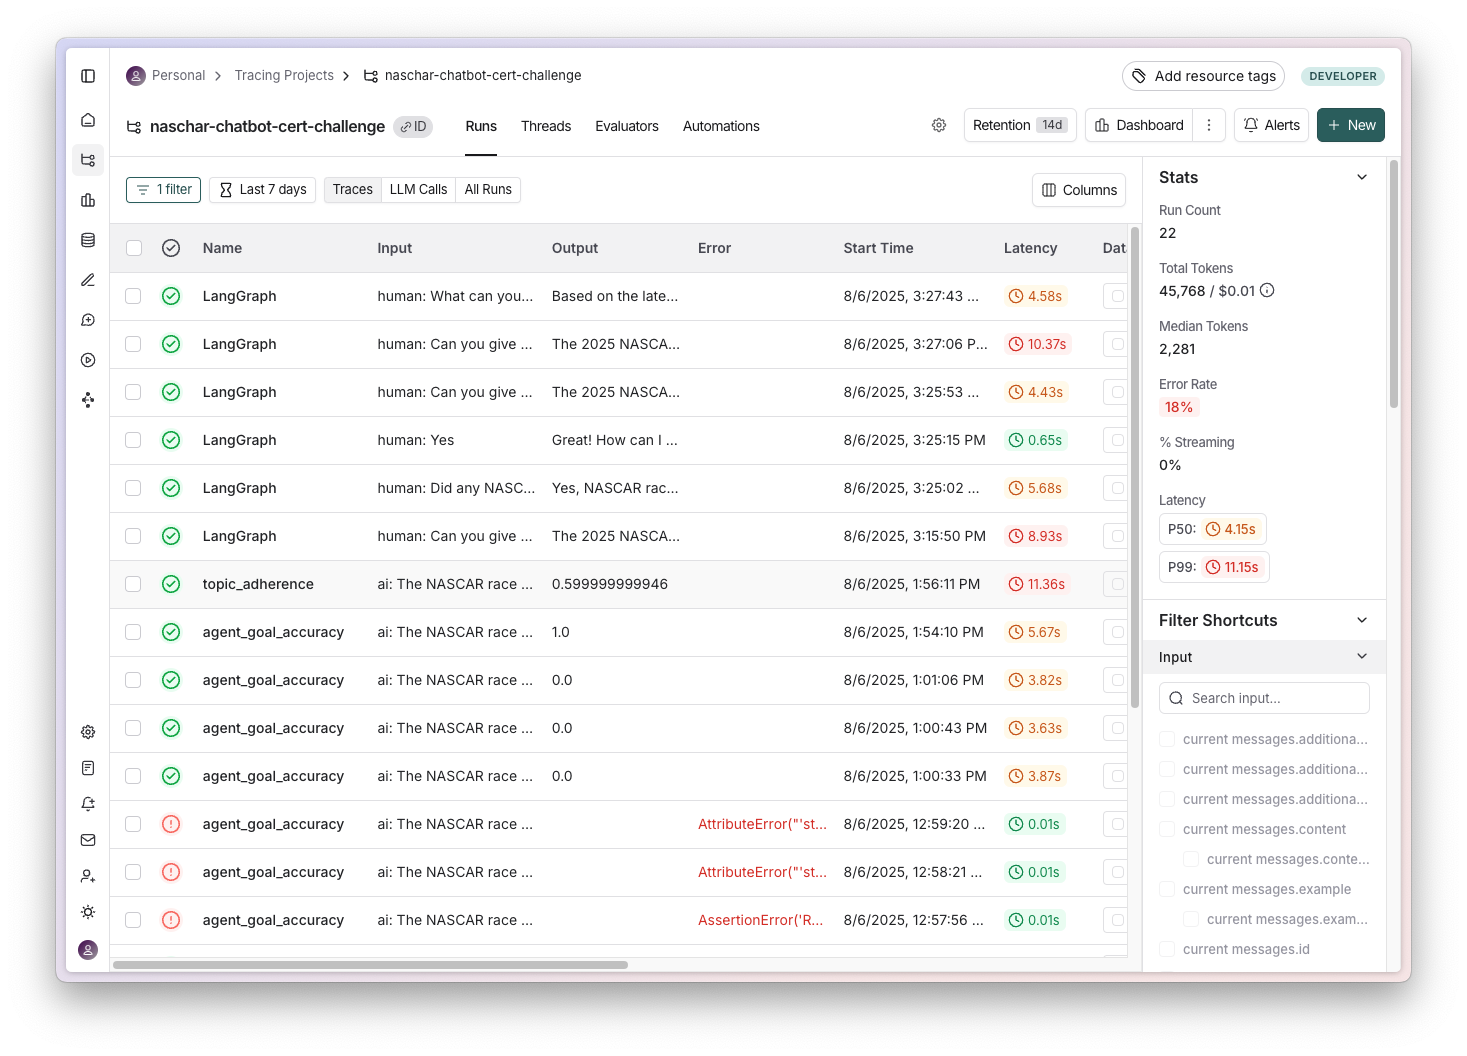 Personal > Tracing Projects > naschar-chatbot-cert-challenge
Add resource tags
DEVELOPER
naschar-chatbot-cert-challenge ID
Runs Threads Evaluators Automations
Retention 14d Dashboard Alerts + New
1 filter Last 7 days Traces LLM Calls All Runs
Columns
Name Input Output Error Start Time Latency Dat
LangGraph human: What can you... Based on the late... 8/6/2025, 3:27:43 ... 4.58s
LangGraph human: Can you give ... The 2025 NASCA... 8/6/2025, 3:27:06 P... 10.37s
LangGraph human: Can you give ... The 2025 NASCA... 8/6/2025, 3:25:53 ... 4.43s
LangGraph human: Yes Great! How can I ... 8/6/2025, 3:25:15 PM 0.65s
LangGraph human: Did any NASC... Yes, NASCAR rac... 8/6/2025, 3:25:02 ... 5.68s
LangGraph human: Can you give ... The 2025 NASCA... 8/6/2025, 3:15:50 PM 8.93s
topic_adherence ai: The NASCAR race ... 0.599999999946 8/6/2025, 1:56:11 PM 11.36s
agent_goal_accuracy ai: The NASCAR race ... 1.0 8/6/2025, 1:54:10 PM 5.67s
agent_goal_accuracy ai: The NASCAR race ... 0.0 8/6/2025, 1:01:06 PM 3.82s
agent_goal_accuracy ai: The NASCAR race ... 0.0 8/6/2025, 1:00:43 PM 3.63s
agent_goal_accuracy ai: The NASCAR race ... 0.0 8/6/2025, 1:00:33 PM 3.87s
agent_goal_accuracy ai: The NASCAR race ... AttributeError("'st... 8/6/2025, 12:59:20 ... 0.01s
agent_goal_accuracy ai: The NASCAR race ... AttributeError("'st... 8/6/2025, 12:58:21 ... 0.01s
agent_goal_accuracy ai: The NASCAR race ... AssertionError('R... 8/6/2025, 12:57:56 ... 0.01s
Stats
Run Count
22
Total Tokens
45,768 / $0.01
Median Tokens
2,281
Error Rate
18%
% Streaming
0%
Latency
P50: 4.15s
P99: 11.15s
Filter Shortcuts
Input
Search input...
current messages.additiona...
current messages.additiona...
current messages.additiona...
current messages.content
current messages.conte...
current messages.example
current messages.exam...
current messages.id